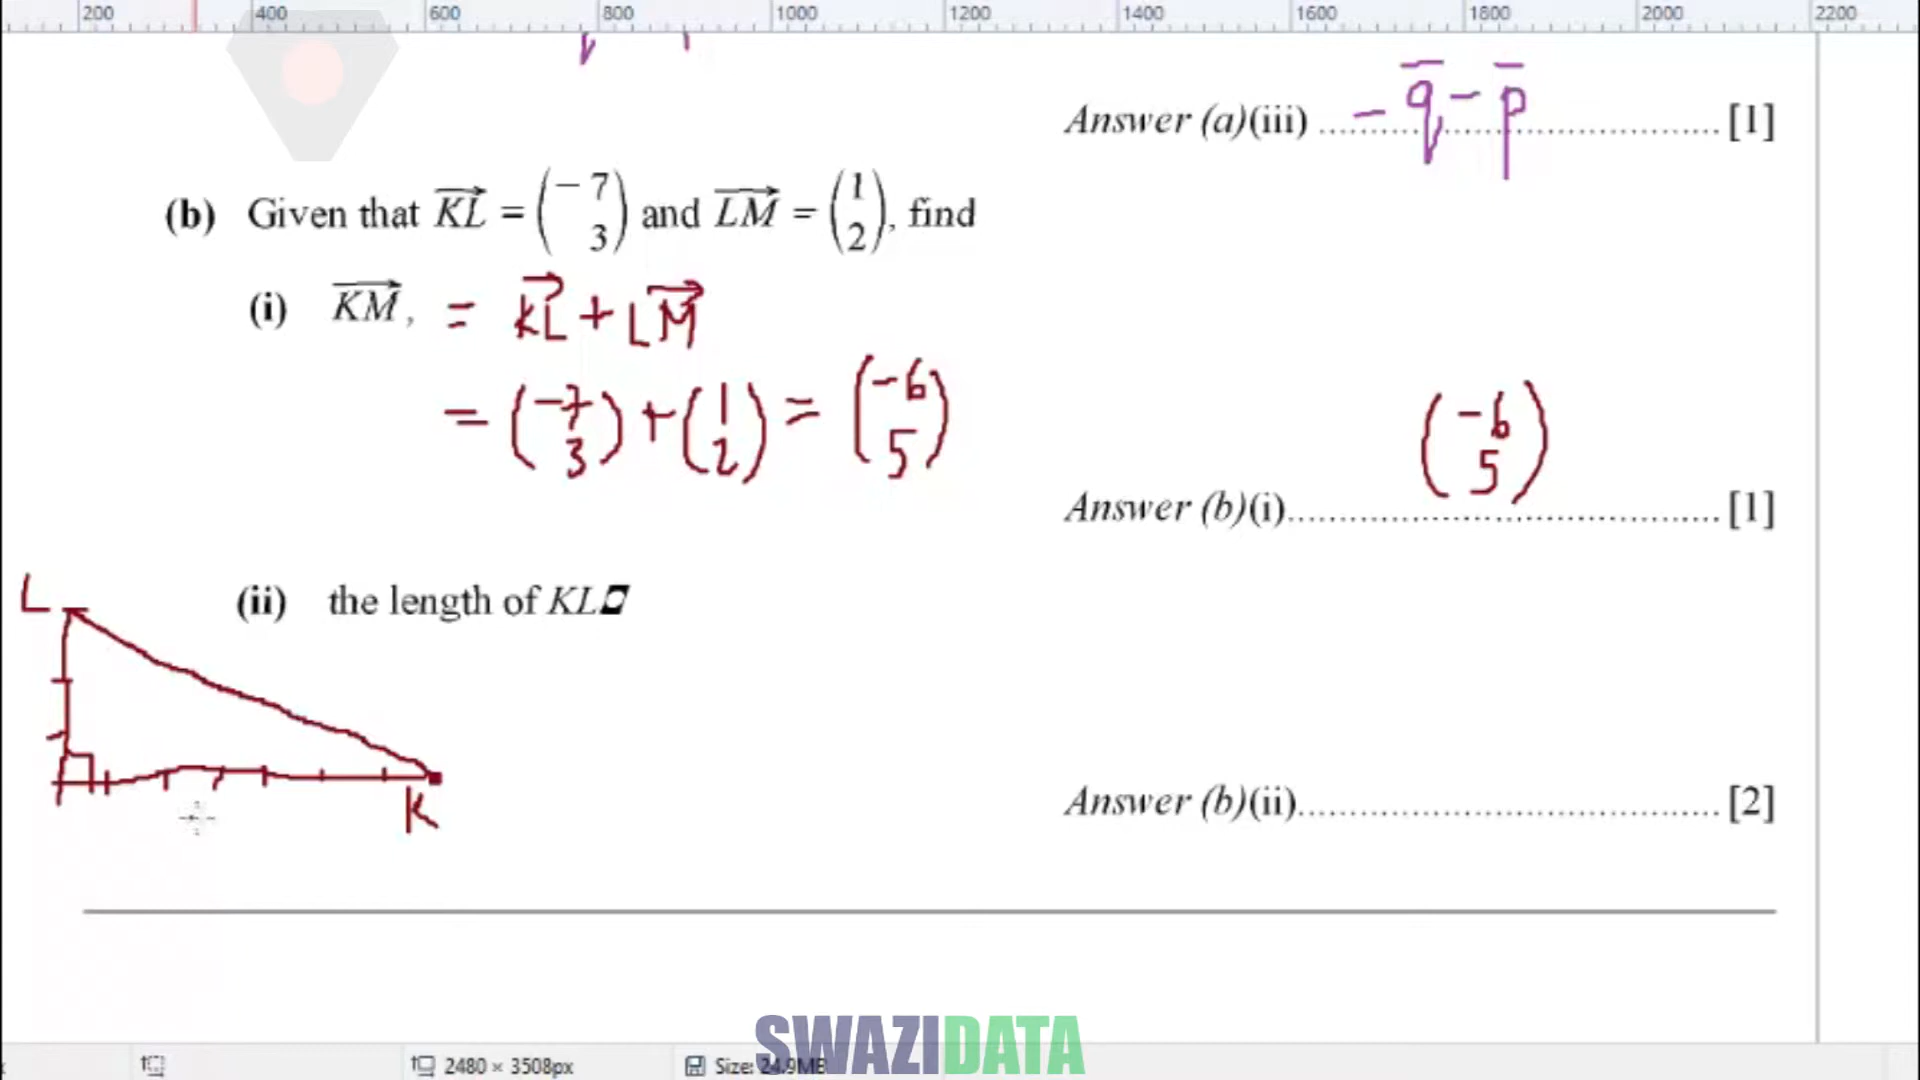 200 400 600 800 1000 1200 1400 1600 1800 2000 2200
Answer (a)(iii) − q̅ − p̅ [1]
(b) Given that KL = (−7 3) and LM = (1 2), find
(i) KM, = KL + LM
= (−7 3) + (1 2) = (−6 5)
(−6 5)
Answer (b)(i)........................................ [1]
L
(ii) the length of KL
K
Answer (b)(ii)........................................ [2]
SWAZIDATA
2480 × 3508px Size: 24.9MB